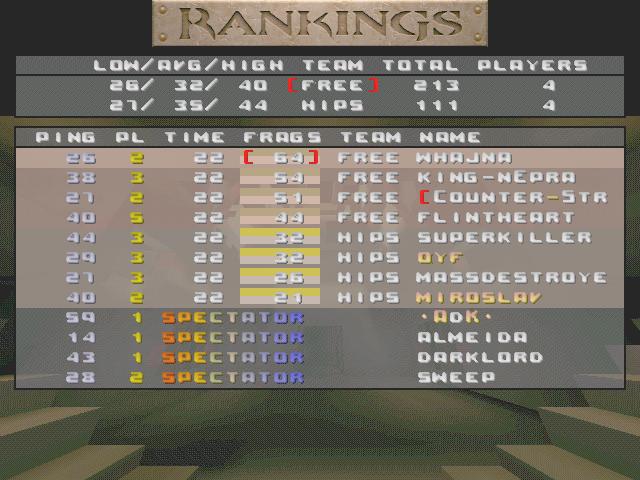 RANKINGS
LOW/AVG/HIGH TEAM TOTAL PLAYERS
26/ 32/ 40 [FREE] 213 4
27/ 35/ 44 HIPS 111 4
PING PL TIME FRAGS TEAM NAME
26 2 22 [ 64] FREE WHAJNA
38 3 22 54 FREE KING-NEPRA
27 2 22 51 FREE [COUNTER-STR
40 5 22 44 FREE FLINTHEART
44 3 22 32 HIPS SUPERKILLER
29 3 22 32 HIPS OYF
27 3 22 26 HIPS MASSDESTROYE
40 2 22 21 HIPS MIROSLAV
59 1 SPECTATOR ·ADK·
14 1 SPECTATOR ALMEIDA
43 1 SPECTATOR DARKLORD
28 2 SPECTATOR SWEEP